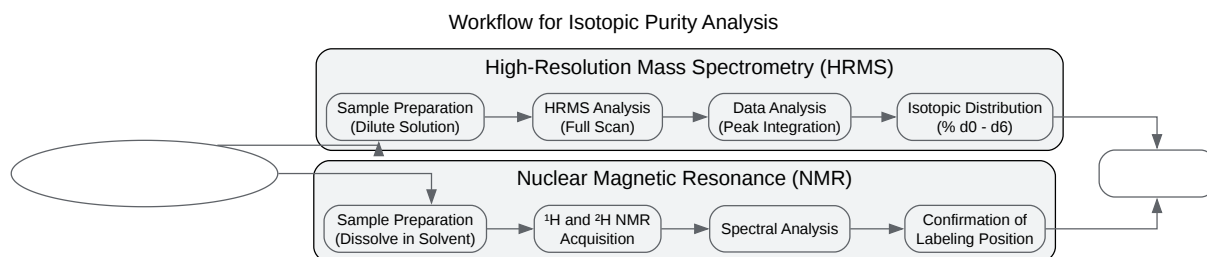 Workflow for Isotopic Purity Analysis
High-Resolution Mass Spectrometry (HRMS)
Sample Preparation
(Dilute Solution)
HRMS Analysis
(Full Scan)
Data Analysis
(Peak Integration)
Isotopic Distribution
(% d0 - d6)
Nuclear Magnetic Resonance (NMR)
Sample Preparation
(Dissolve in Solvent)
¹H and ²H NMR
Acquisition
Spectral Analysis
Confirmation of
Labeling Position